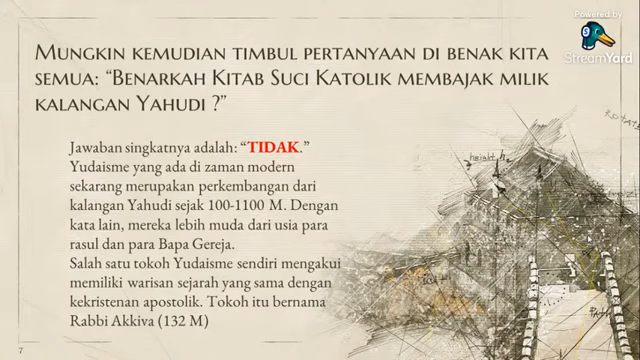 Powered by
StreamYard
Mungkin kemudian timbul pertanyaan di benak kita
semua: “Benarkah Kitab Suci Katolik membajak milik
kalangan Yahudi ?”
Jawaban singkatnya adalah: “TIDAK.”
Yudaisme yang ada di zaman modern
sekarang merupakan perkembangan dari
kalangan Yahudi sejak 100-1100 M. Dengan
kata lain, mereka lebih muda dari usia para
rasul dan para Bapa Gereja.
Salah satu tokoh Yudaisme sendiri mengakui
memiliki warisan sejarah yang sama dengan
kekristenan apostolik. Tokoh itu bernama
Rabbi Akkiva (132 M)
height
7